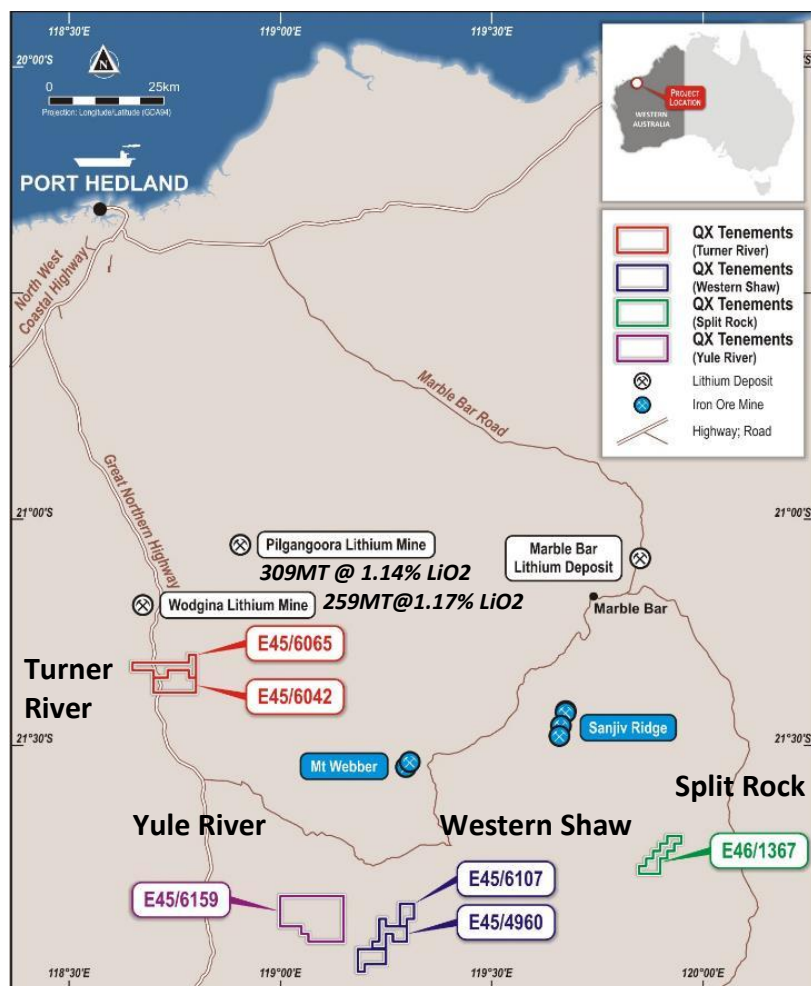 118°30'E
119°00'E
119°30'E
20°00'S
N
0
25km
Projection: Longitude/Latitude (GDA94)
PORT HEDLAND
North West
Coastal Highway
PROJECT
LOCATION
WESTERN
AUSTRALIA
QX Tenements
(Turner River)
QX Tenements
(Western Shaw)
QX Tenements
(Split Rock)
QX Tenements
(Yule River)
Lithium Deposit
Iron Ore Mine
Highway; Road
Marble Bar Road
Great Northern Highway
21°00'S
21°00'S
Pilgangoora Lithium Mine
309MT @ 1.14% LiO2
Marble Bar
Lithium Deposit
Wodgina Lithium Mine
259MT@1.17% LiO2
Marble Bar
E45/6065
Turner
River
E45/6042
Sanjiv Ridge
21°30'S
21°30'S
Mt Webber
Split Rock
Yule River
Western Shaw
E46/1367
E45/6107
E45/6159
E45/4960
118°30'E
119°00'E
119°30'E
120°00'E